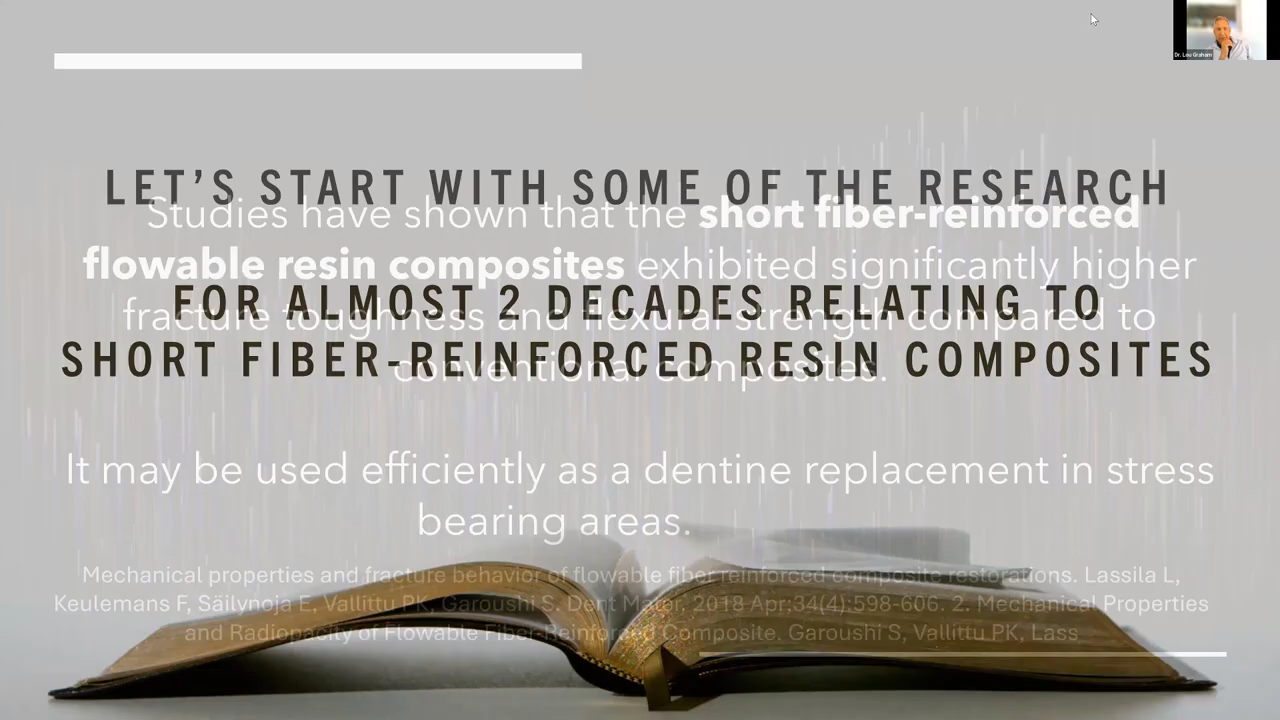 Dr. Lou Graham
LET'S START WITH SOME OF THE RESEARCH
Studies have shown that the short fiber-reinforced
flowable resin composites exhibited significantly higher
FOR ALMOST 2 DECADES RELATING TO
fracture toughness and flexural strength compared to
SHORT FIBER-REINFORCED RESIN COMPOSITES
conventional composites.
It may be used efficiently as a dentine replacement in stress
bearing areas.
Mechanical properties and fracture behavior of flowable fiber reinforced composite restorations. Lassila L,
Keulemans F, Säilynoja E, Vallittu PK, Garoushi S. Dent Mater, 2018 Apr;34(4):598-606. 2. Mechanical Properties
and Radiopacity of Flowable Fiber-Reinforced Composite. Garoushi S, Vallittu PK, Lass